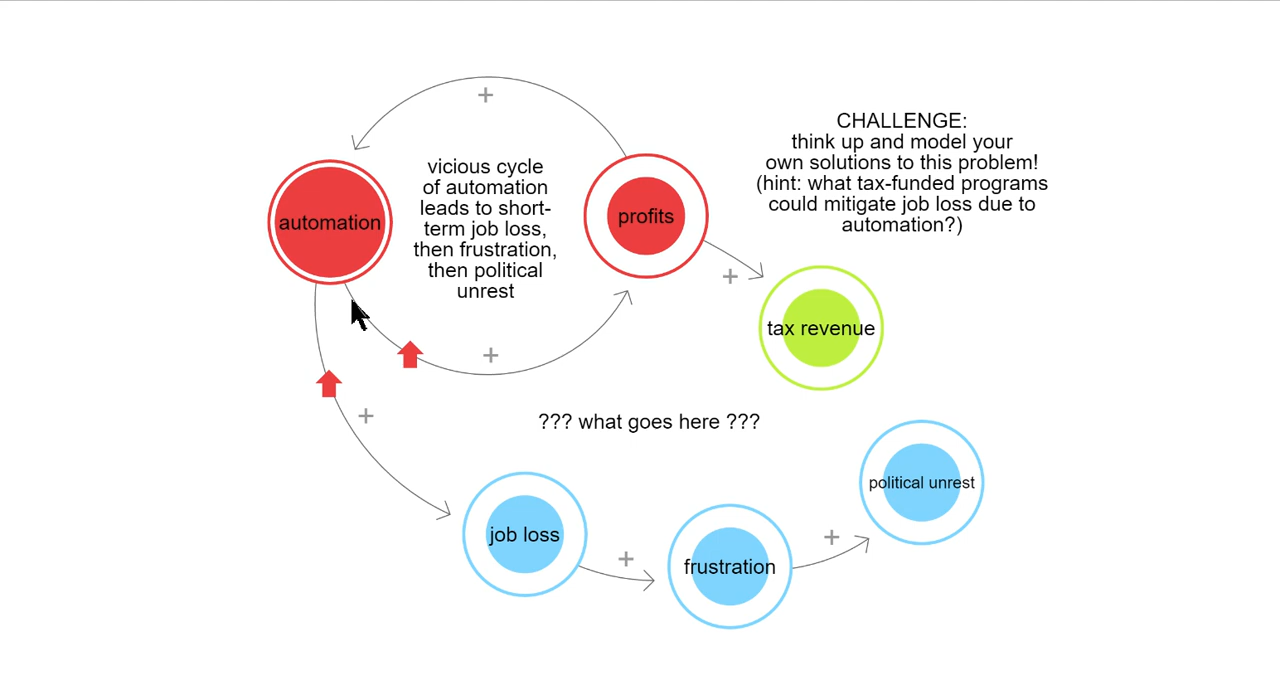 +
CHALLENGE:
think up and model your
own solutions to this problem!
(hint: what tax-funded programs
could mitigate job loss due to
automation?)
vicious cycle
of automation
leads to short-
term job loss,
then frustration,
then political
unrest
automation
profits
+
tax revenue
+
+
??? what goes here ???
political unrest
job loss
+
frustration
+